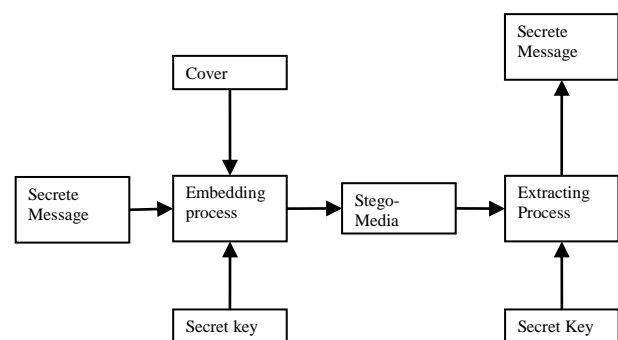 Secrete
Message
Cover
Secrete
Message
Embedding
process
Stego-
Media
Extracting
Process
Secret key
Secret Key